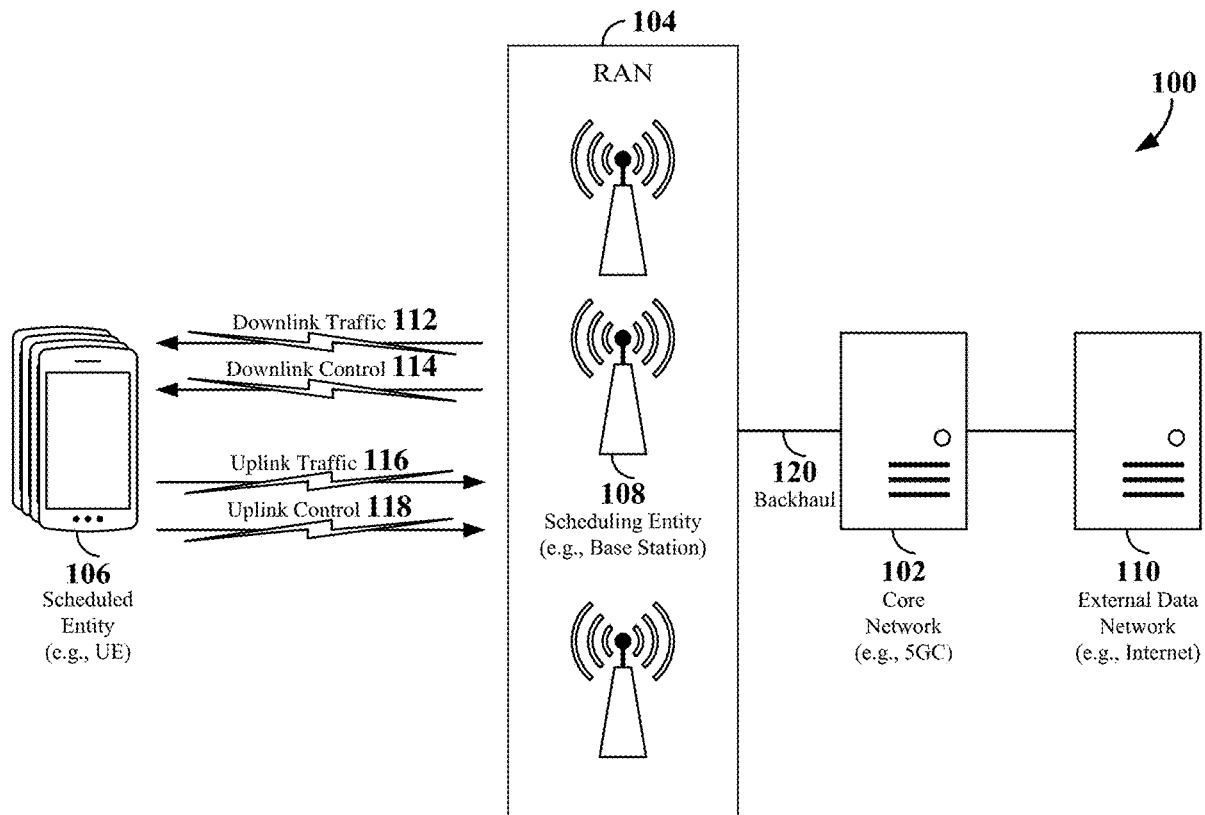 104
RAN
100
Downlink Traffic 112
Downlink Control 114
Uplink Traffic 116
Uplink Control 118
106
Scheduled
Entity
(e.g., UE)
108
Scheduling Entity
(e.g., Base Station)
120
Backhaul
102
Core
Network
(e.g., 5GC)
110
External Data
Network
(e.g., Internet)